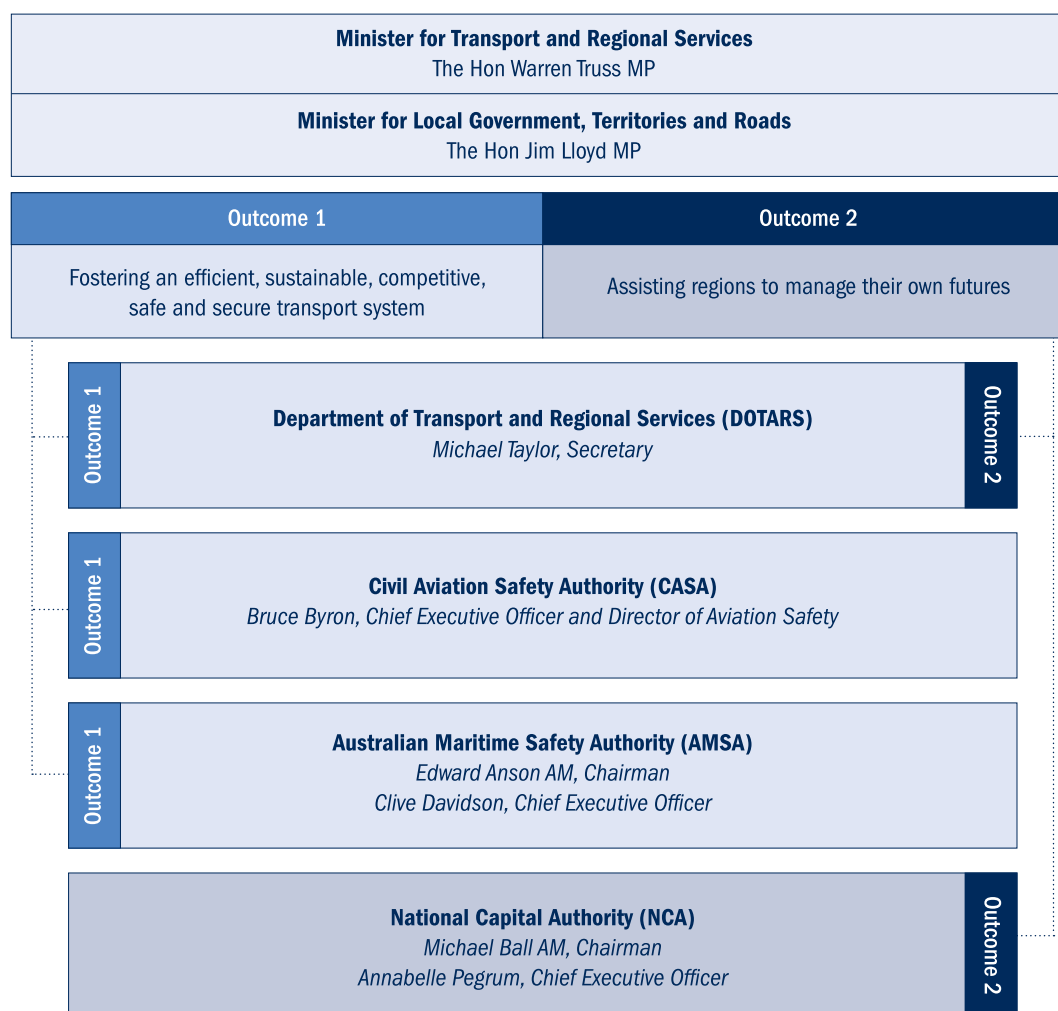 Minister for Transport and Regional Services
The Hon Warren Truss MP
Minister for Local Government, Territories and Roads
The Hon Jim Lloyd MP
Outcome 1
Outcome 2
Fostering an efficient, sustainable, competitive,
safe and secure transport system
Assisting regions to manage their own futures
Outcome 1
Department of Transport and Regional Services (DOTARS)
Michael Taylor, Secretary
Outcome 2
Outcome 1
Civil Aviation Safety Authority (CASA)
Bruce Byron, Chief Executive Officer and Director of Aviation Safety
Outcome 1
Australian Maritime Safety Authority (AMSA)
Edward Anson AM, Chairman
Clive Davidson, Chief Executive Officer
National Capital Authority (NCA)
Michael Ball AM, Chairman
Annabelle Pegrum, Chief Executive Officer
Outcome 2